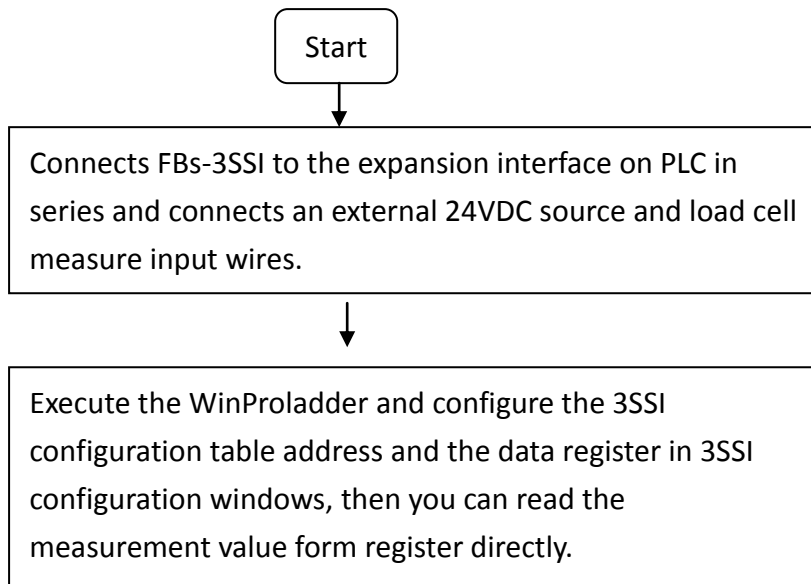 Start
Connects FBs-3SSI to the expansion interface on PLC in
series and connects an external 24VDC source and load cell
measure input wires.
Execute the WinProladder and configure the 3SSI
configuration table address and the data register in 3SSI
configuration windows, then you can read the
measurement value form register directly.